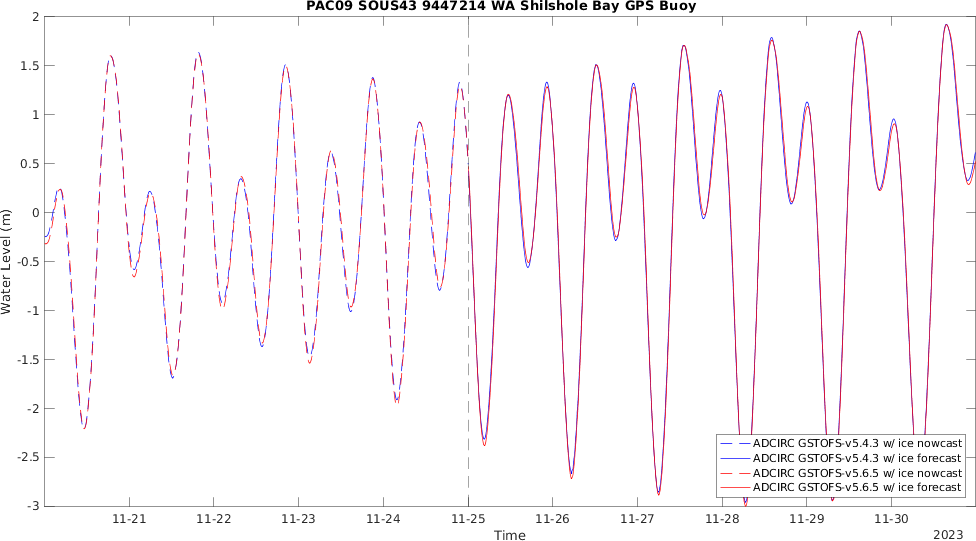 PAC09 SOUS43 9447214 WA Shilshole Bay GPS Buoy
2
1.5
1
0.5
0
-0.5
-1
-1.5
-2
-2.5
-3
Water Level (m)
ADCIRC GSTOFS-v5.4.3 w/ ice nowcast
ADCIRC GSTOFS-v5.4.3 w/ ice forecast
ADCIRC GSTOFS-v5.6.5 w/ ice nowcast
ADCIRC GSTOFS-v5.6.5 w/ ice forecast
11-21 11-22 11-23 11-24 11-25 11-26 11-27 11-28 11-29 11-30
Time
2023